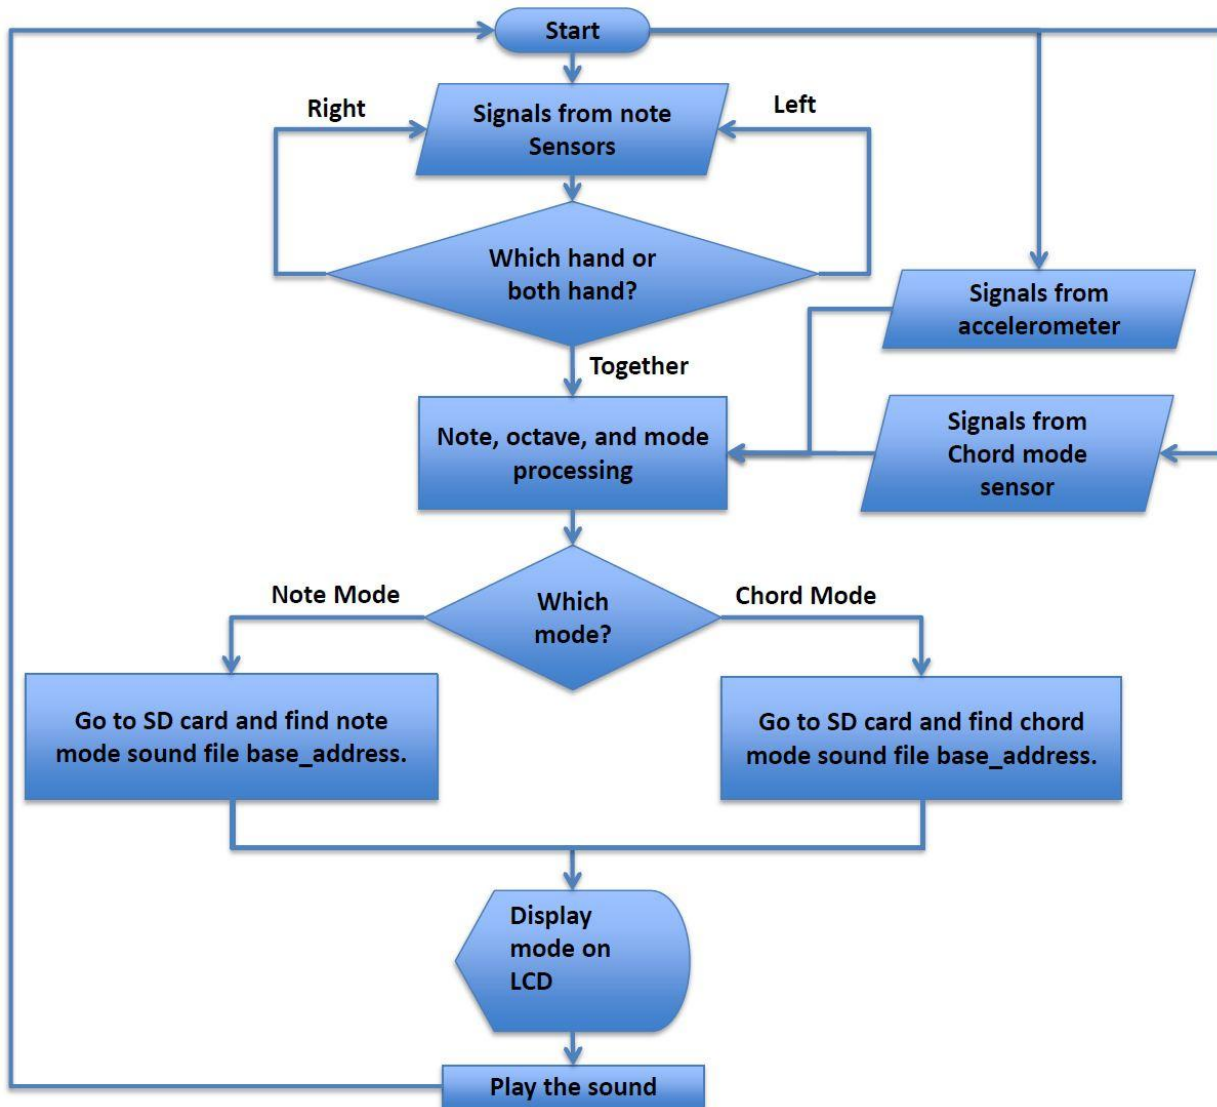 Start
Right
Signals from note
Sensors
Left
Which hand or
both hand?
Signals from
accelerometer
Together
Note, octave, and mode
processing
Signals from
Chord mode
sensor
Note Mode
Which
mode?
Chord Mode
Go to SD card and find note
mode sound file base_address.
Go to SD card and find chord
mode sound file base_address.
Display
mode on
LCD
Play the sound